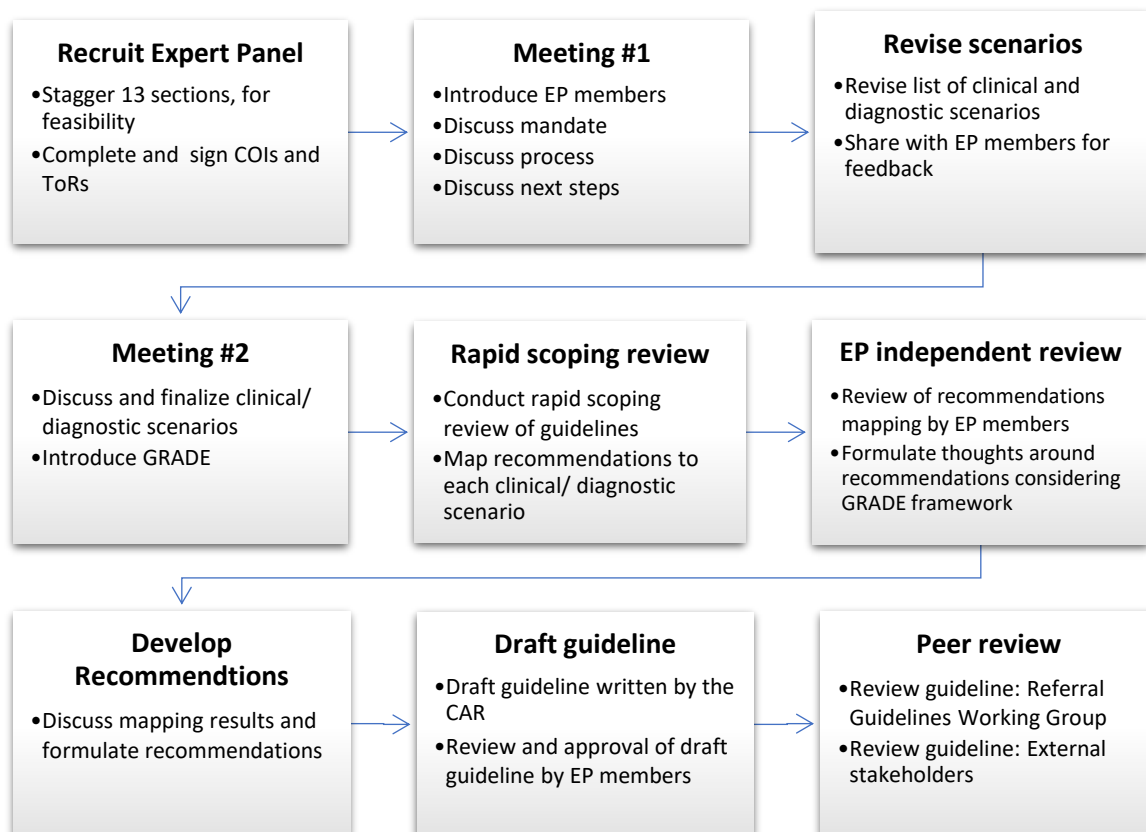 Recruit Expert Panel
•Stagger 13 sections, for
feasibility
•Complete and sign COIs and
ToRs
Meeting #1
•Introduce EP members
•Discuss mandate
•Discuss process
•Discuss next steps
Revise scenarios
•Revise list of clinical and
diagnostic scenarios
•Share with EP members for
feedback
Meeting #2
•Discuss and finalize clinical/
diagnostic scenarios
•Introduce GRADE
Rapid scoping review
•Conduct rapid scoping
review of guidelines
•Map recommendations to
each clinical/ diagnostic
scenario
EP independent review
•Review of recommendations
mapping by EP members
•Formulate thoughts around
recommendations considering
GRADE framework
Develop
Recommendtions
•Discuss mapping results and
formulate recommendations
Draft guideline
•Draft guideline written by the
CAR
•Review and approval of draft
guideline by EP members
Peer review
•Review guideline: Referral
Guidelines Working Group
•Review guideline: External
stakeholders